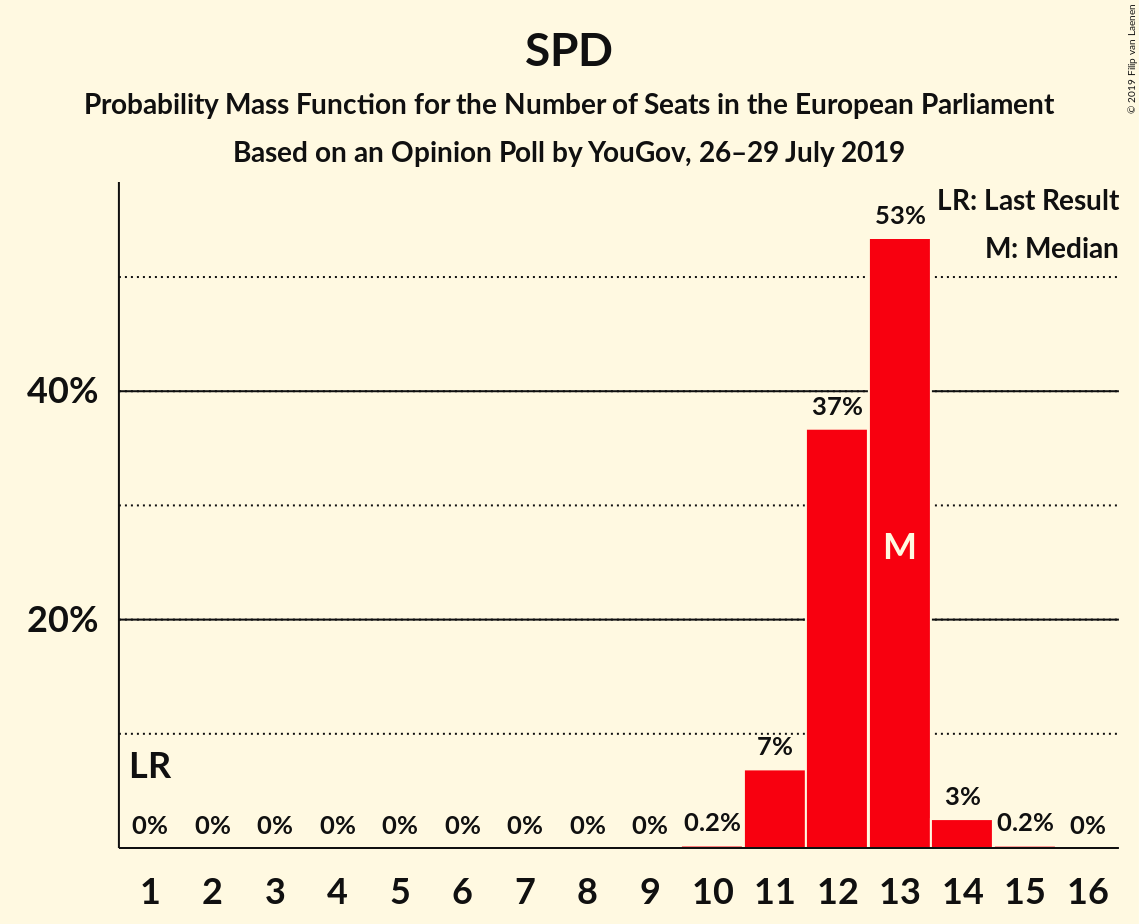 SPD
Probability Mass Function for the Number of Seats in the European Parliament
Based on an Opinion Poll by YouGov, 26–29 July 2019
© 2019 Filip van Laenen
LR: Last Result
M: Median
53%
40%
37%
M
20%
7%
LR
3%
0% 0% 0% 0% 0% 0% 0% 0% 0% 0.2% 0.2% 0%
1 2 3 4 5 6 7 8 9 10 11 12 13 14 15 16